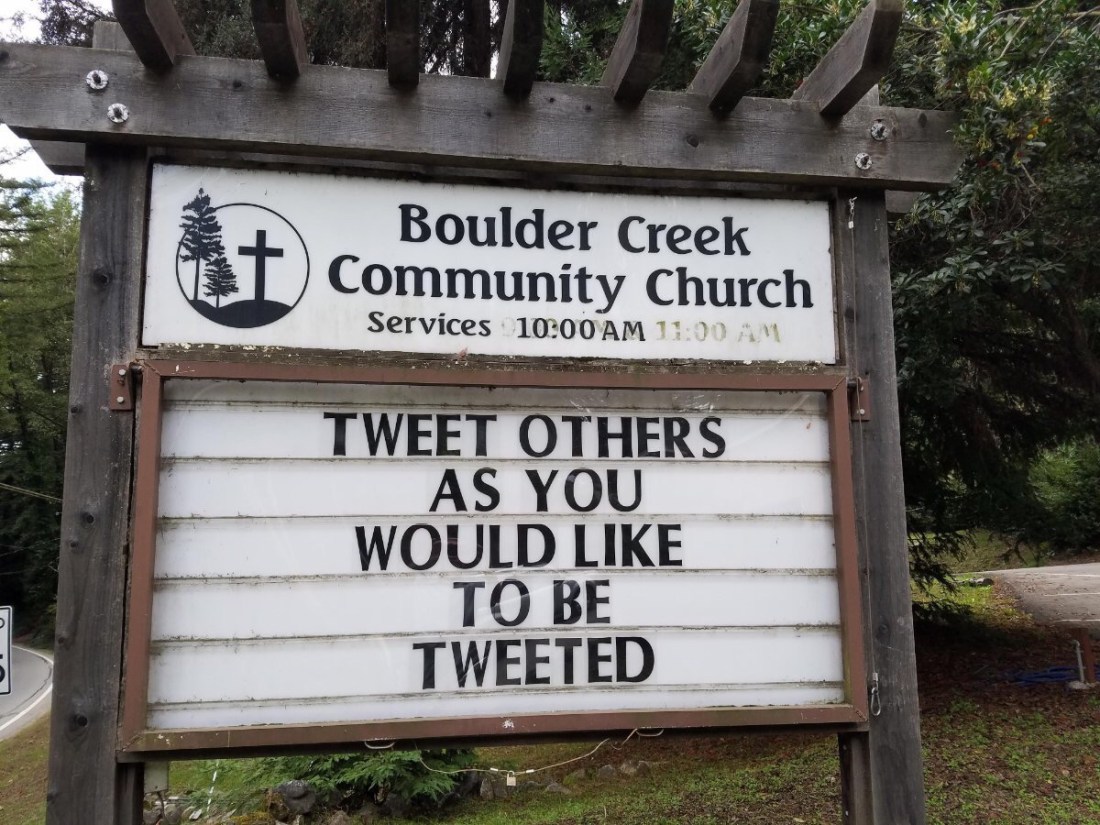 Boulder Creek
Community Church
Services 10:00 AM 11:00 AM
TWEET OTHERS
AS YOU
WOULD LIKE
TO BE
TWEETED